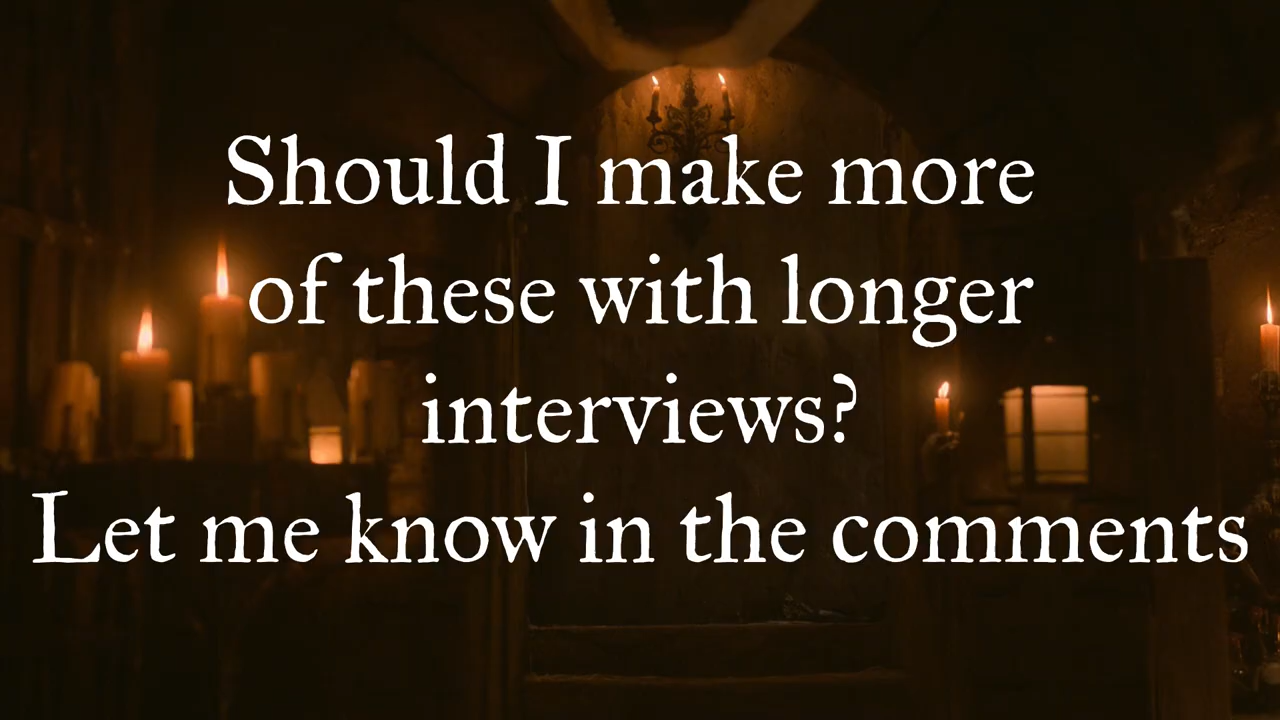 Should I make more
of these with longer
interviews?
Let me know in the comments